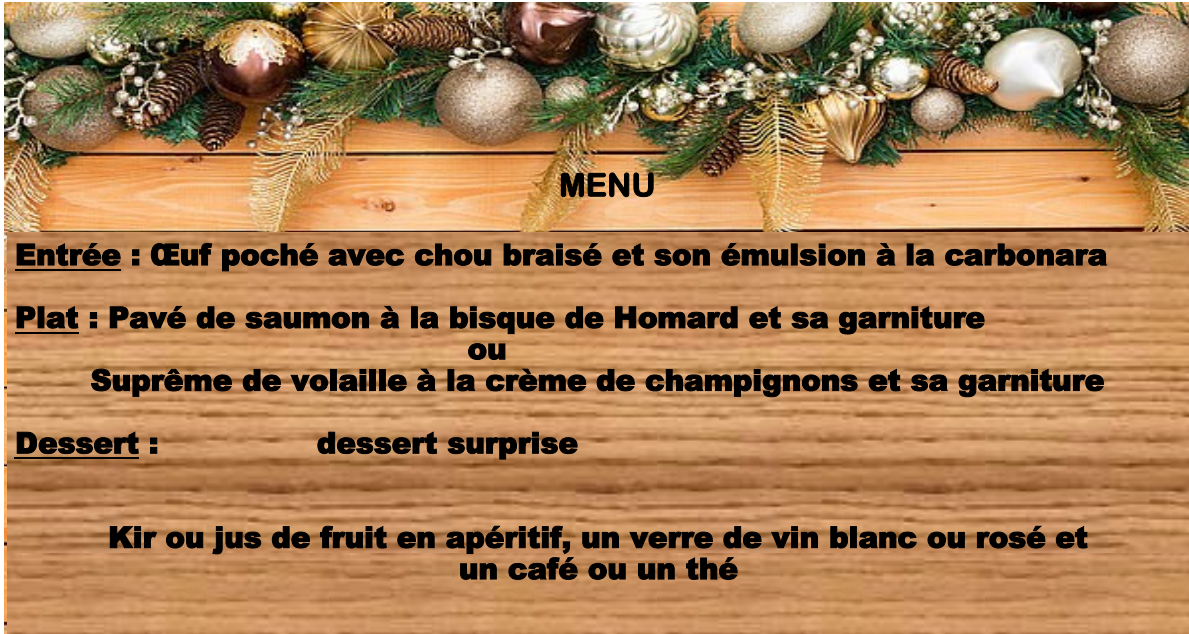 MENU
Entrée : Œuf poché avec chou braisé et son émulsion à la carbonara
Plat : Pavé de saumon à la bisque de Homard et sa garniture
ou
Suprême de volaille à la crème de champignons et sa garniture
Dessert : dessert surprise
Kir ou jus de fruit en apéritif, un verre de vin blanc ou rosé et
un café ou un thé